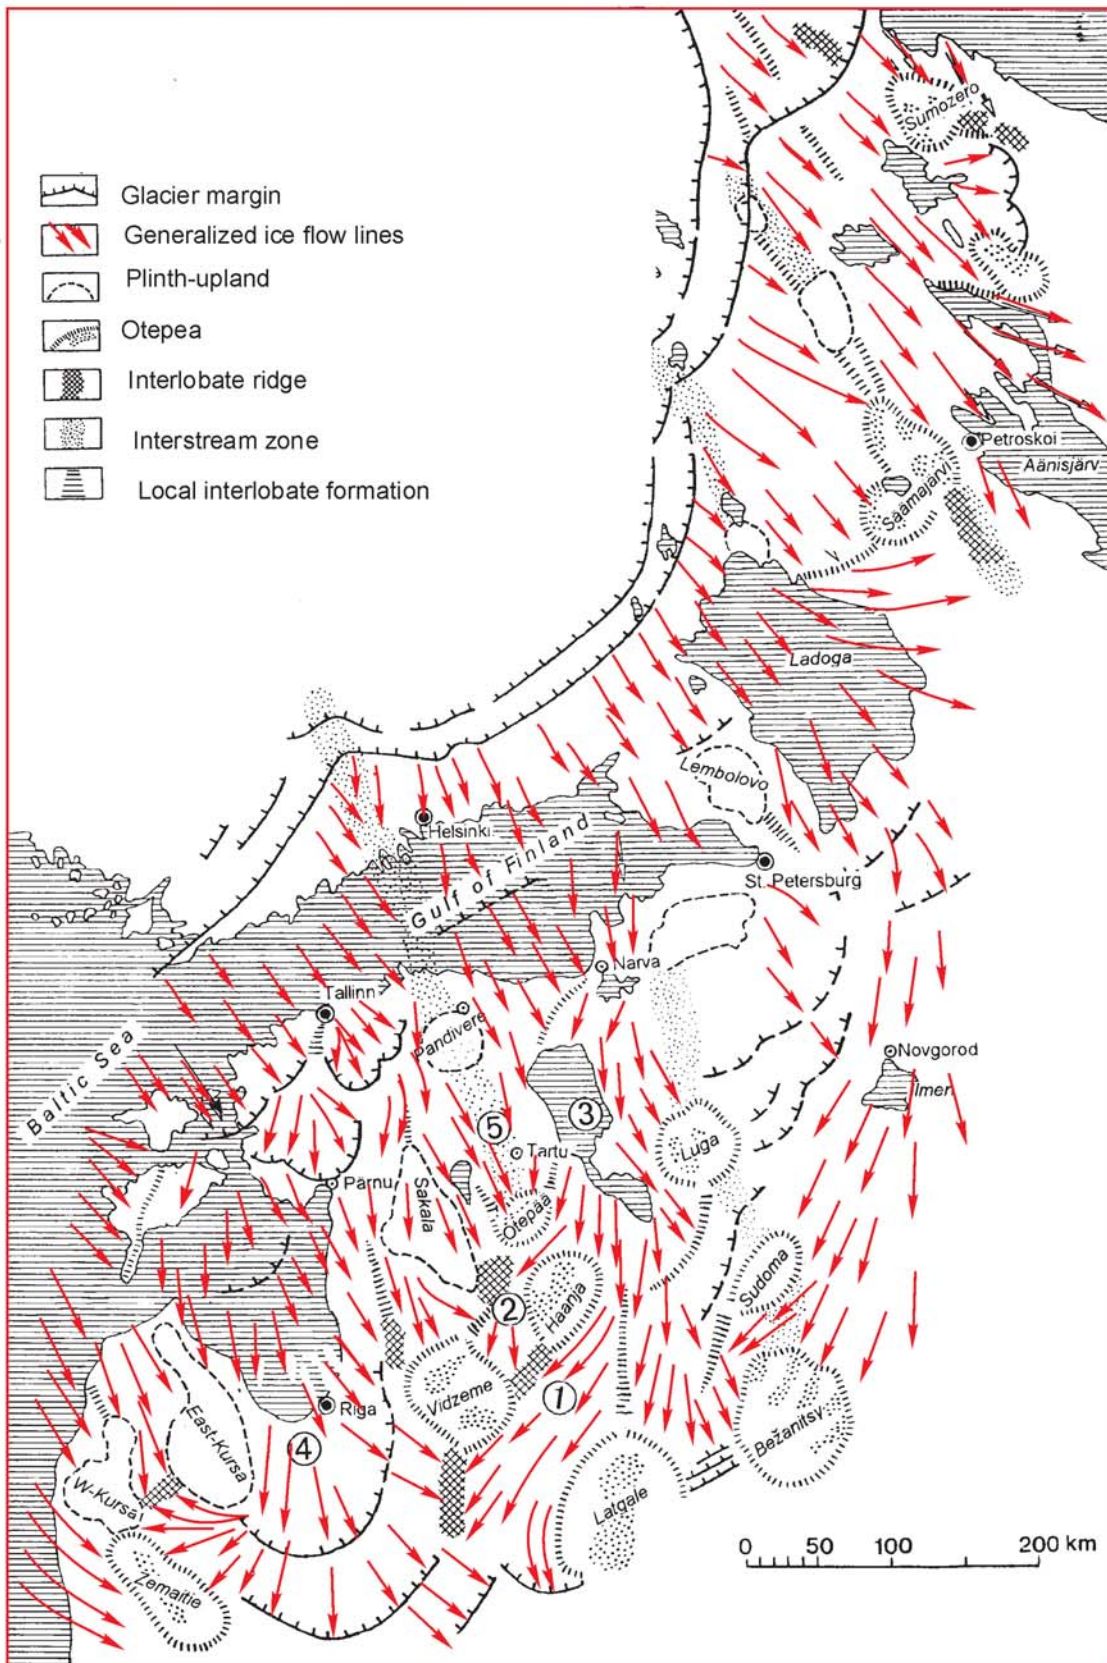 Glacier margin
Generalized ice flow lines
Plinth-upland
Otepea
Interlobate ridge
Interstream zone
Local interlobate formation
Sumozero
Petroskoi
Äänisjärv
Säämajärvi
V
Ladoga
Lembolovo
Helsinki
Gulf of Finland
St. Petersburg
Narva
Tallinn
Pandivere
Baltic Sea
Novgorod
Ilmen
3
5
Tartu
Luga
Pärnu
Sakala
Otepää
Sudoma
2
Haanja
Vidzeme
1
Riga
East-Kursa
4
Bežanitsy
W-Kursa
Latgale
Zemaitie
0 50 100 200 km